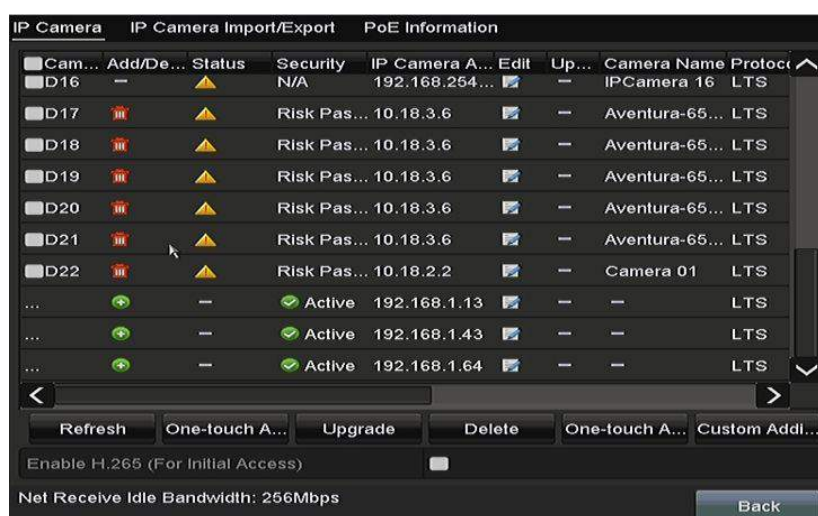 IP Camera IP Camera Import/Export PoE Information
Cam... Add/De... Status Security IP Camera A... Edit Up... Camera Name Protoc
D16 – N/A 192.168.254... – IPCamera 16 LTS
D17 Risk Pas... 10.18.3.6 – Aventura-65... LTS
D18 Risk Pas... 10.18.3.6 – Aventura-65... LTS
D19 Risk Pas... 10.18.3.6 – Aventura-65... LTS
D20 Risk Pas... 10.18.3.6 – Aventura-65... LTS
D21 Risk Pas... 10.18.3.6 – Aventura-65... LTS
D22 Risk Pas... 10.18.2.2 – Camera 01 LTS
... – Active 192.168.1.13 – – LTS
... – Active 192.168.1.43 – – LTS
... – Active 192.168.1.64 – – LTS
Refresh One-touch A... Upgrade Delete One-touch A... Custom Addi...
Enable H.265 (For Initial Access)
Net Receive Idle Bandwidth: 256Mbps
Back